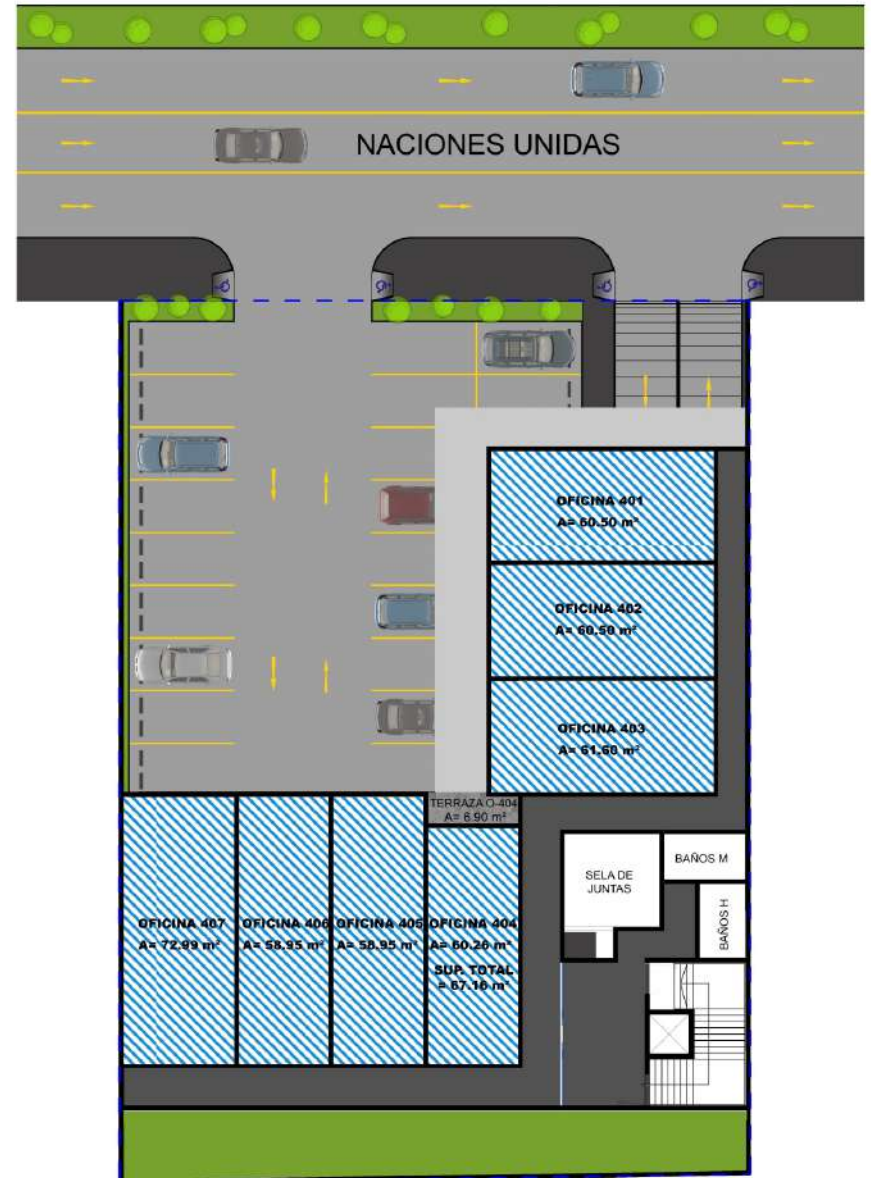 NACIONES UNIDAS
OFICINA 401
A= 60.50 m²
OFICINA 402
A= 60.50 m²
OFICINA 403
A= 61.60 m²
TERRAZA O-404
A= 6.90 m²
SELA DE
JUNTAS
BAÑOS M
BAÑOS H
OFICINA 407
A= 72.99 m²
OFICINA 406
A= 58.95 m²
OFICINA 405
A= 58.95 m²
OFICINA 404
A= 60.26 m²
SUP. TOTAL
= 67.16 m²